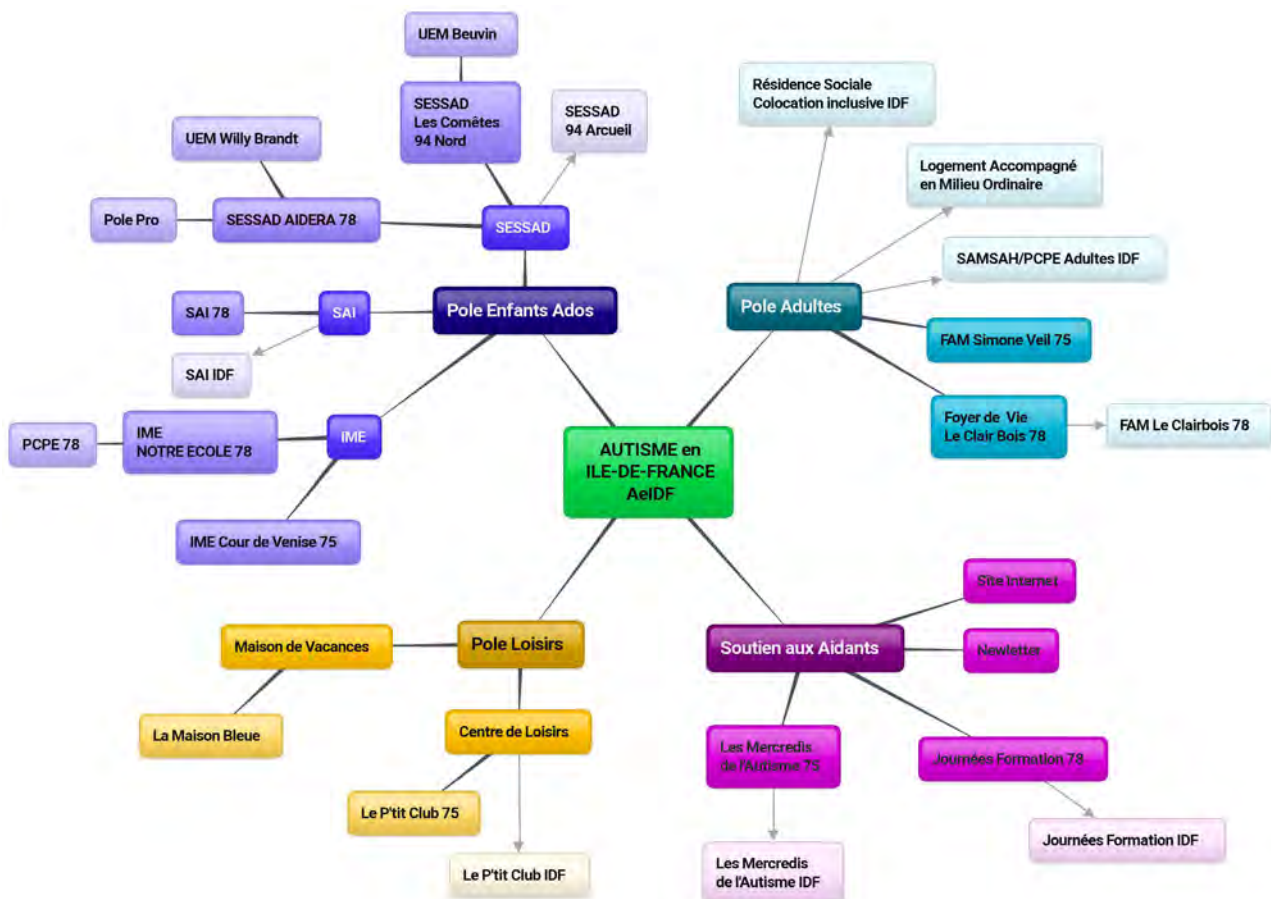 UEM Beuvin
SESSAD
Les Comêtes
94 Nord
SESSAD
94 Arcueil
UEM Willy Brandt
Pole Pro
SESSAD AIDERA 78
SESSAD
SAI 78
SAI
Pole Enfants Ados
SAI IDF
PCPE 78
IME
NOTRE ECOLE 78
IME
IME Cour de Venise 75
Résidence Sociale
Colocation inclusive IDF
Logement Accompagné
en Milieu Ordinaire
SAMSAH/PCPE Adultes IDF
Pole Adultes
FAM Simone Veil 75
Foyer de Vie
Le Clair Bois 78
FAM Le Clairbois 78
AUTISME en
ILE-DE-FRANCE
AeIDF
Maison de Vacances
Pole Loisirs
La Maison Bleue
Centre de Loisirs
Le P'tit Club 75
Le P'tit Club IDF
Site Internet
Soutien aux Aidants
Newletter
Les Mercredis
de l'Autisme 75
Journées Formation 78
Les Mercredis
de l'Autisme IDF
Journées Formation IDF